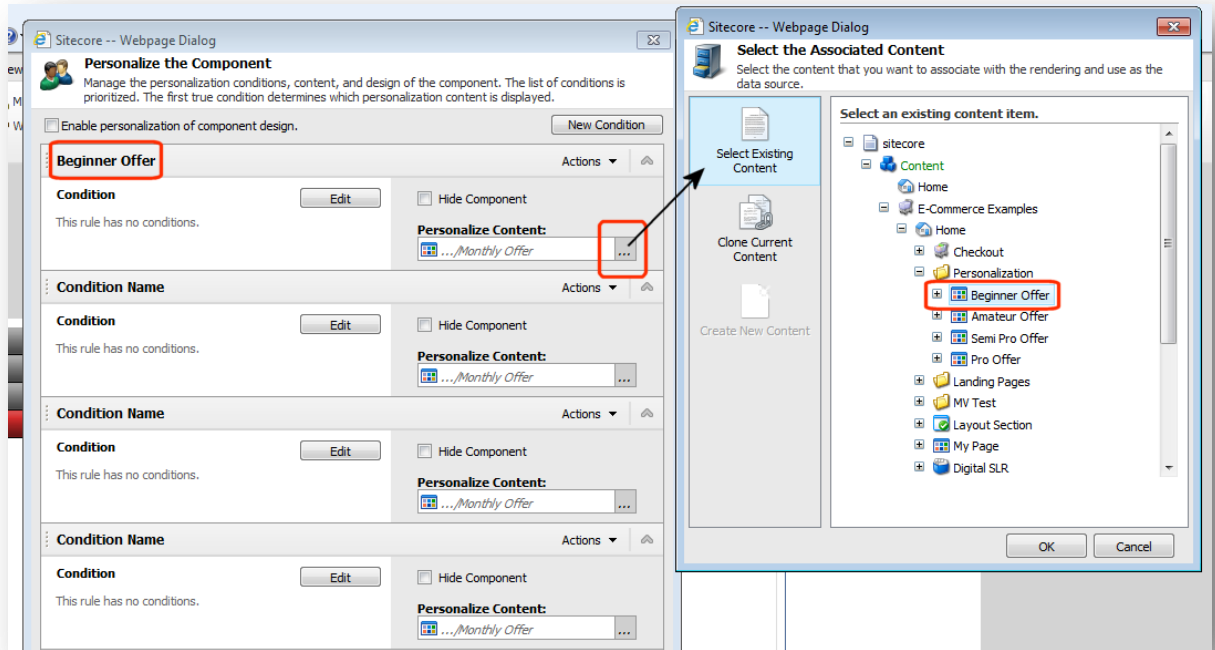 Sitecore -- Webpage Dialog
Personalize the Component
Manage the personalization conditions, content, and design of the component. The list of conditions is
prioritized. The first true condition determines which personalization content is displayed.
Enable personalization of component design.
New Condition
Beginner Offer
Actions
Condition
Edit
Hide Component
This rule has no conditions.
Personalize Content:
.../Monthly Offer
...
Condition Name
Actions
Condition
Edit
Hide Component
This rule has no conditions.
Personalize Content:
.../Monthly Offer
...
Condition Name
Actions
Condition
Edit
Hide Component
This rule has no conditions.
Personalize Content:
.../Monthly Offer
...
Condition Name
Actions
Condition
Edit
Hide Component
This rule has no conditions.
Personalize Content:
.../Monthly Offer
...
Sitecore -- Webpage Dialog
Select the Associated Content
Select the content that you want to associate with the rendering and use as the
data source.
Select Existing
Content
Clone Current
Content
Create New Content
Select an existing content item.
sitecore
Content
Home
E-Commerce Examples
Home
Checkout
Personalization
Beginner Offer
Amateur Offer
Semi Pro Offer
Pro Offer
Landing Pages
MV Test
Layout Section
My Page
Digital SLR
OK
Cancel